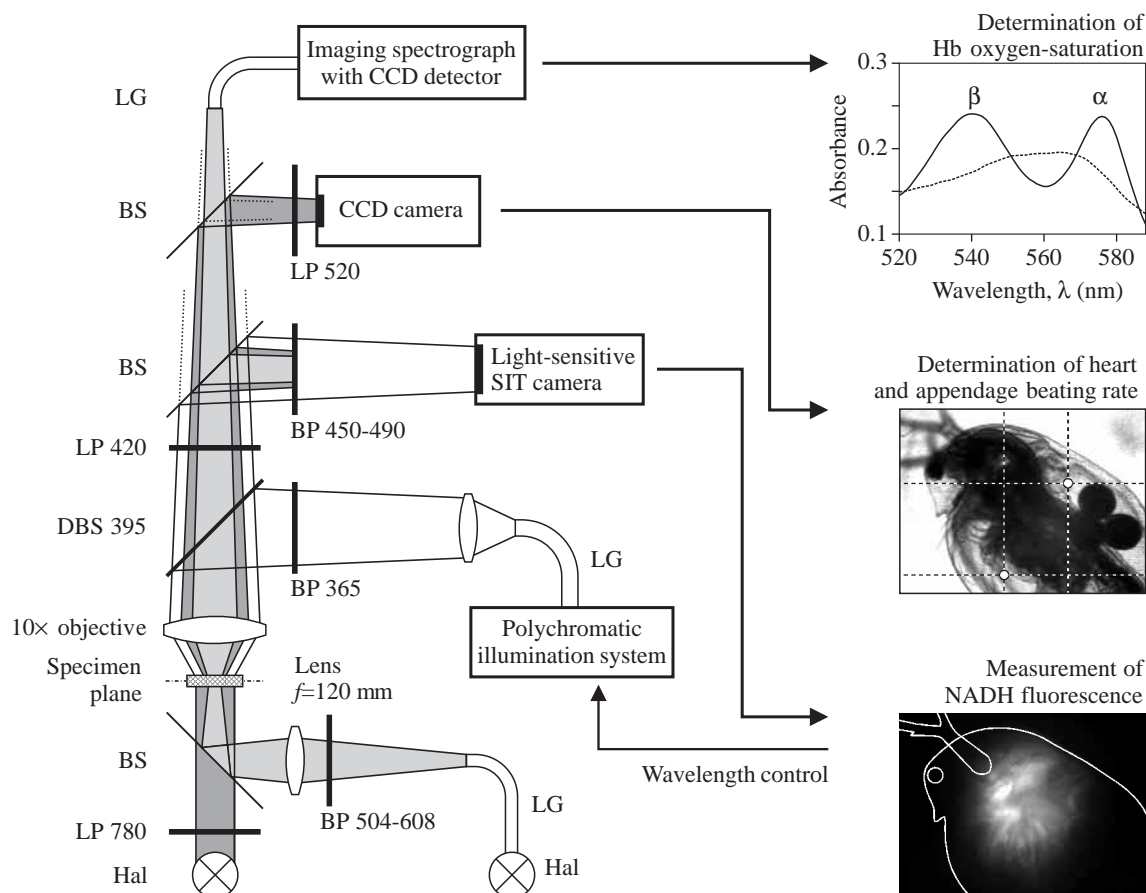 Imaging spectrograph
with CCD detector
LG
BS
CCD camera
LP 520
BS
Light-sensitive
SIT camera
BP 450-490
LP 420
DBS 395
BP 365
LG
10× objective
Polychromatic
illumination system
Specimen
plane
Lens
f=120 mm
BS
Wavelength control
LG
BP 504-608
LP 780
Hal
Hal
Determination of
Hb oxygen-saturation
0.3
β
α
Absorbance
0.2
0.1
520
540
560
580
Wavelength, λ (nm)
Determination of heart
and appendage beating rate
Measurement of
NADH fluorescence